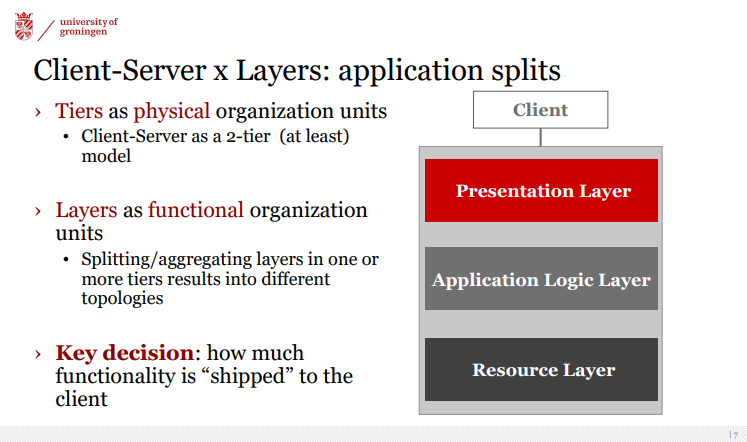 university of
groningen
Client-Server x Layers: application splits
› Tiers as physical organization units
• Client-Server as a 2-tier (at least)
model
› Layers as functional organization
units
• Splitting/aggregating layers in one or
more tiers results into different
topologies
› Key decision: how much
functionality is “shipped” to the
client
Client
Presentation Layer
Application Logic Layer
Resource Layer
| 7